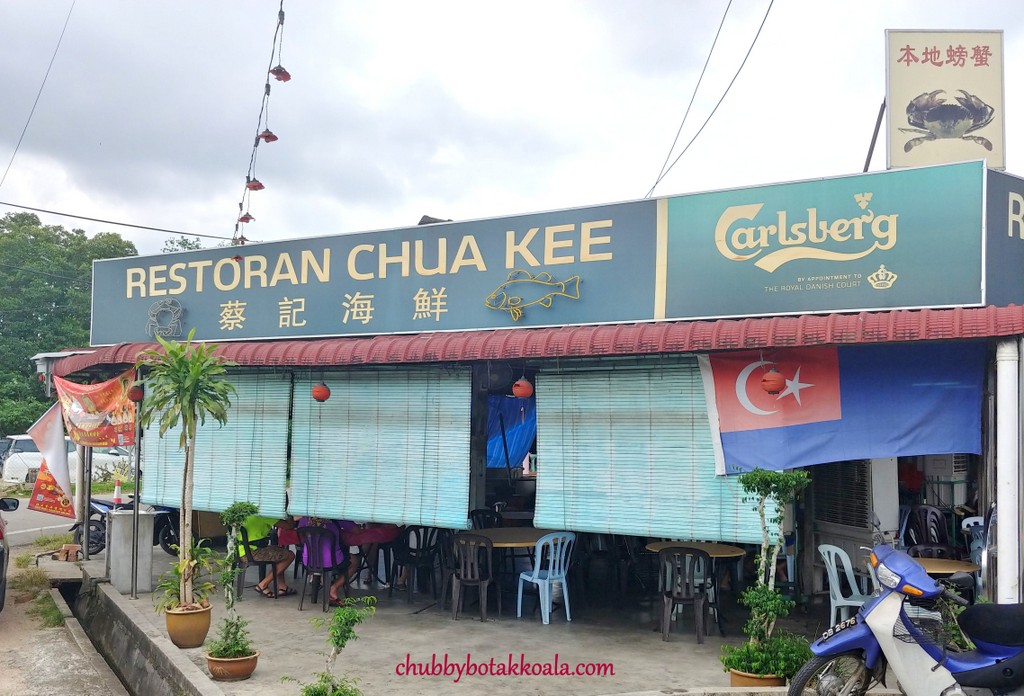 本地螃蟹
RESTORAN CHUA KEE
蔡記海鮮
Carlsberg
BY APPOINTMENT TO
THE ROYAL DANISH COURT
R
chubbybotakkoala.com